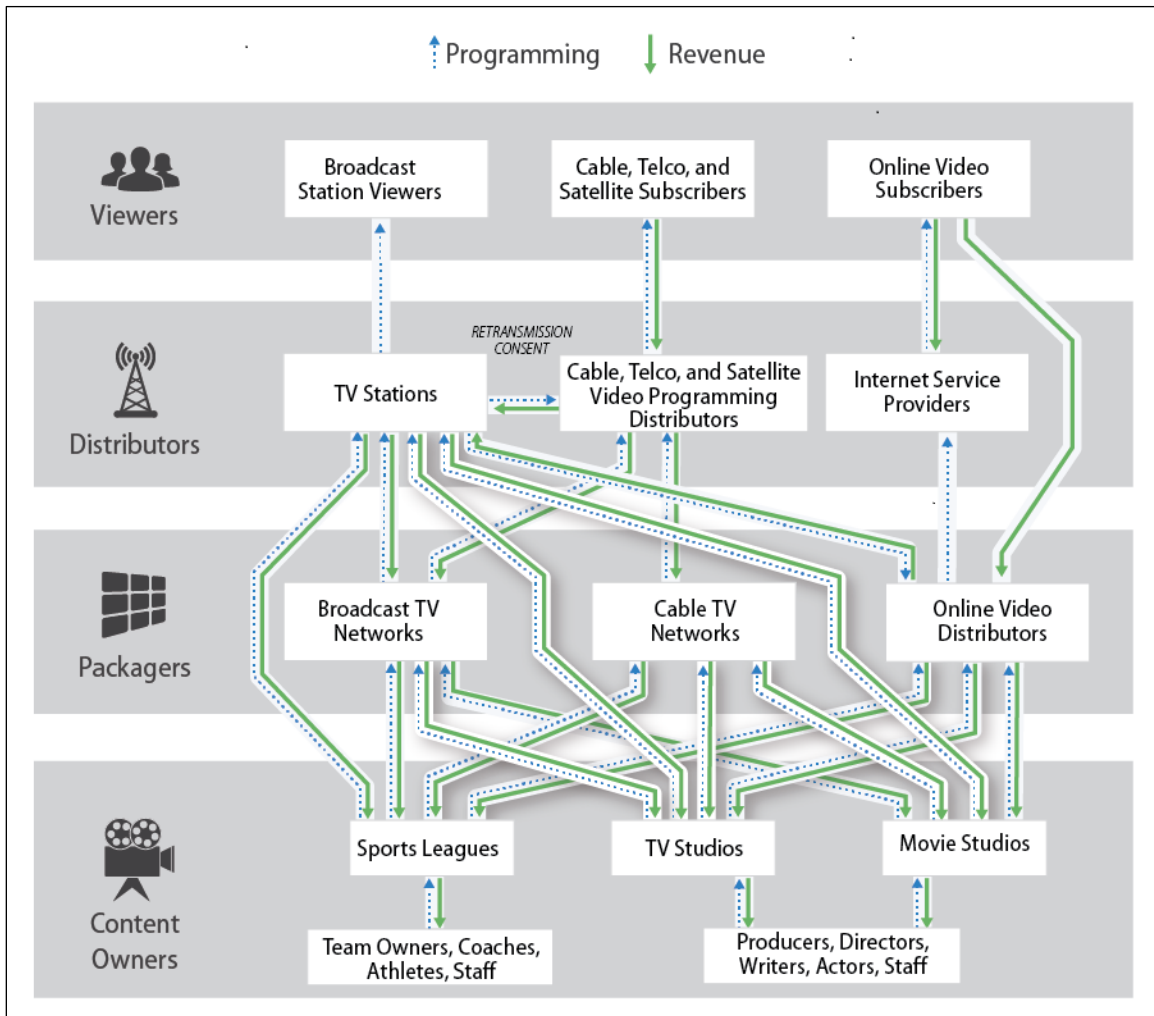 Programming
Revenue
Viewers
Broadcast
Station Viewers
Cable, Telco, and
Satellite Subscribers
Online Video
Subscribers
Distributors
TV Stations
RETRANSMISSION
CONSENT
Cable, Telco, and Satellite
Video Programming
Distributors
Internet Service
Providers
Packagers
Broadcast TV
Networks
Cable TV
Networks
Online Video
Distributors
Content
Owners
Sports Leagues
TV Studios
Movie Studios
Team Owners, Coaches,
Athletes, Staff
Producers, Directors,
Writers, Actors, Staff